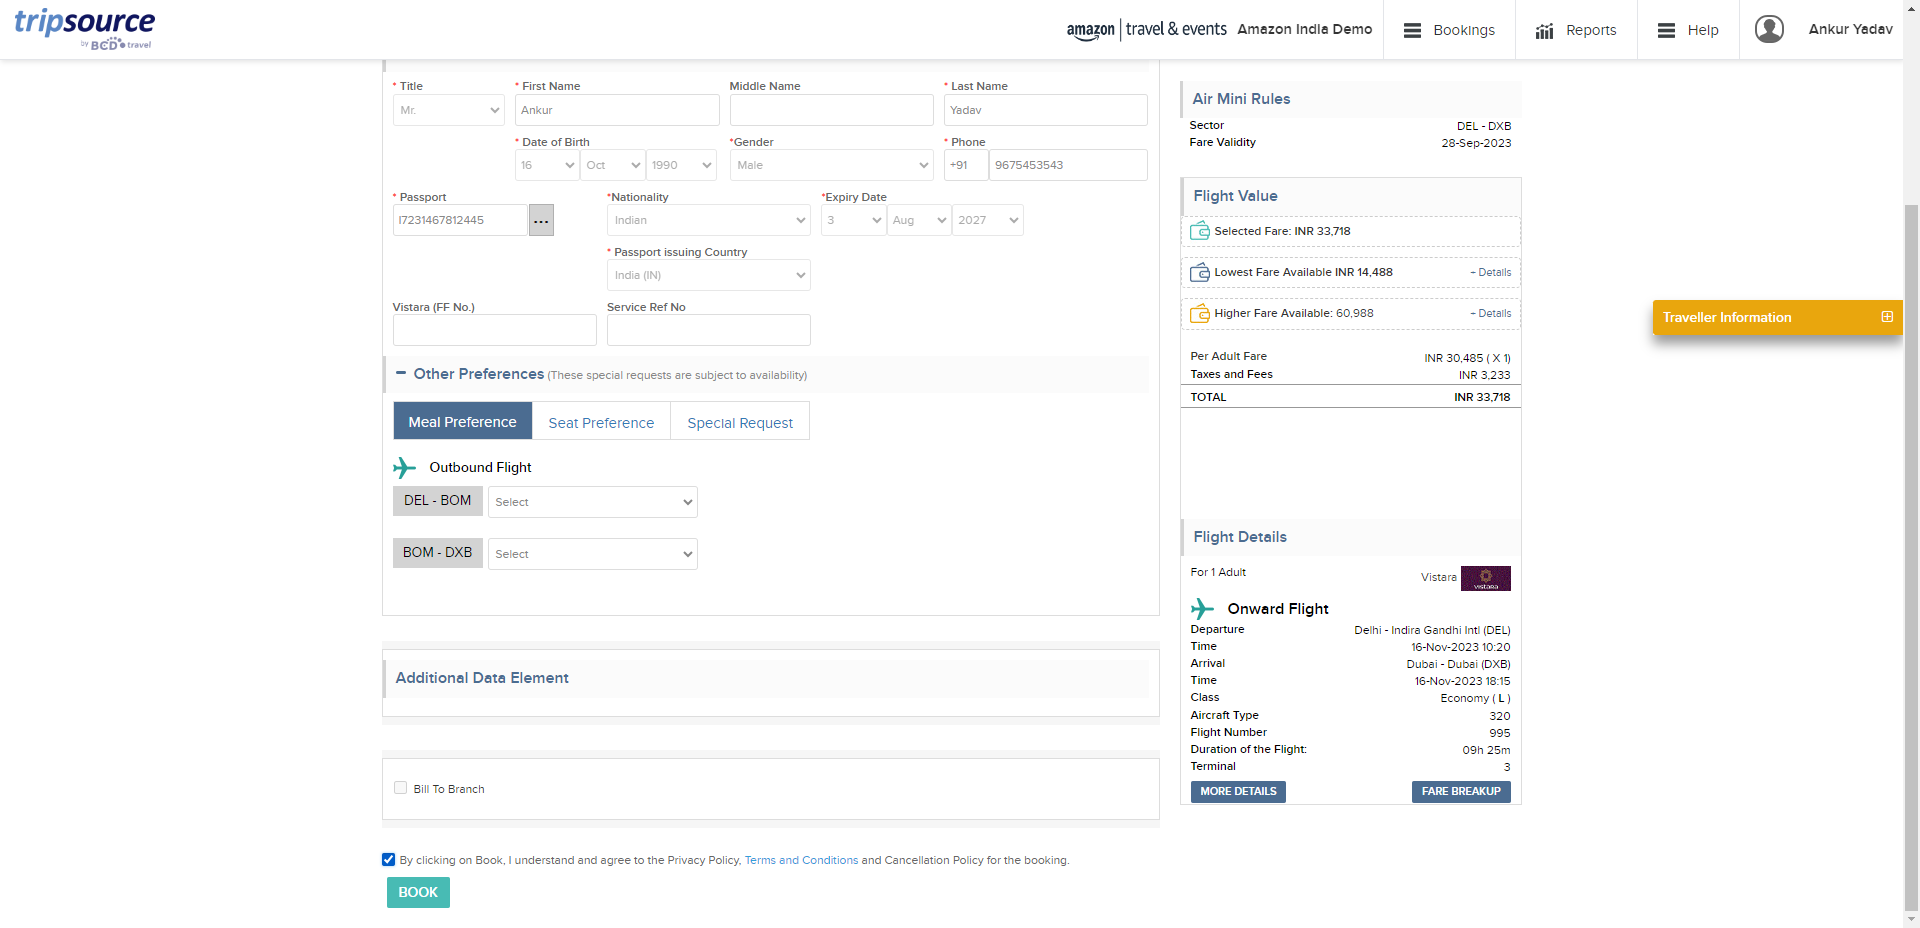 tripsource
by BCD travel
amazon travel & events Amazon India Demo
Bookings
Reports
Help
Ankur Yadav
* Title
Mr.
* First Name
Ankur
Middle Name
* Last Name
Yadav
* Date of Birth
16 Oct 1990
*Gender
Male
* Phone
+91 9675453543
* Passport
I7231467812445 ...
*Nationality
Indian
*Expiry Date
3 Aug 2027
* Passport issuing Country
India (IN)
Vistara (FF No.)
Service Ref No
− Other Preferences (These special requests are subject to availability)
Meal Preference
Seat Preference
Special Request
Outbound Flight
DEL - BOM Select
BOM - DXB Select
Additional Data Element
Bill To Branch
By clicking on Book, I understand and agree to the Privacy Policy, Terms and Conditions and Cancellation Policy for the booking.
BOOK
Air Mini Rules
Sector DEL - DXB
Fare Validity 28-Sep-2023
Flight Value
Selected Fare: INR 33,718
Lowest Fare Available INR 14,488 + Details
Higher Fare Available: 60,988 + Details
Per Adult Fare INR 30,485 ( X 1)
Taxes and Fees INR 3,233
TOTAL INR 33,718
Flight Details
For 1 Adult Vistara
VISTARA
Onward Flight
Departure Delhi - Indira Gandhi Intl (DEL)
Time 16-Nov-2023 10:20
Arrival Dubai - Dubai (DXB)
Time 16-Nov-2023 18:15
Class Economy ( L )
Aircraft Type 320
Flight Number 995
Duration of the Flight: 09h 25m
Terminal 3
MORE DETAILS
FARE BREAKUP
Traveller Information